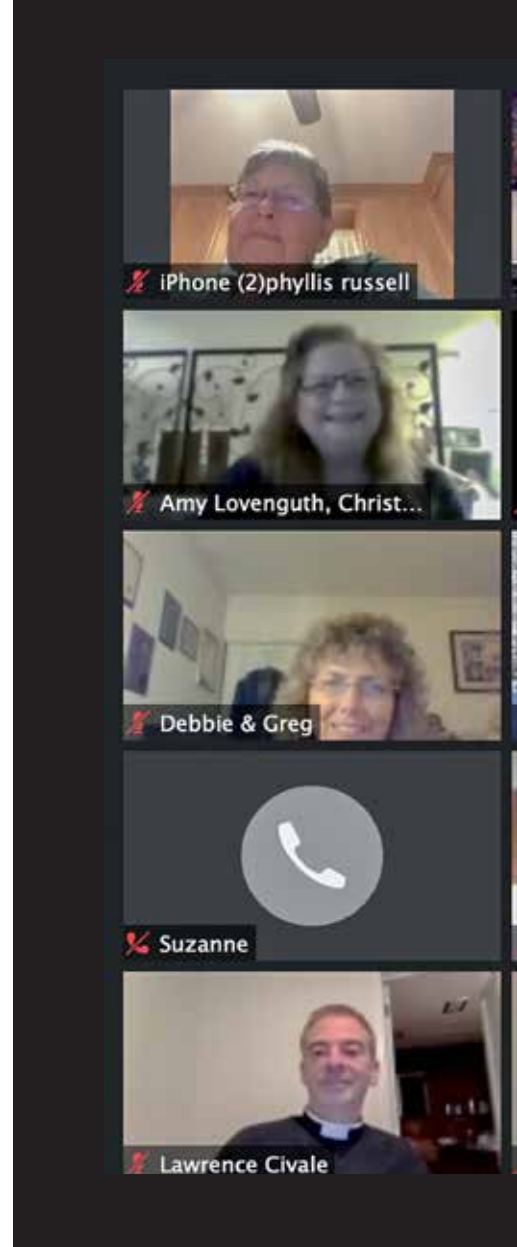 iPhone (2)phyllis russell
Amy Lovenguth, Christ...
Debbie & Greg
Suzanne
Lawrence Civale